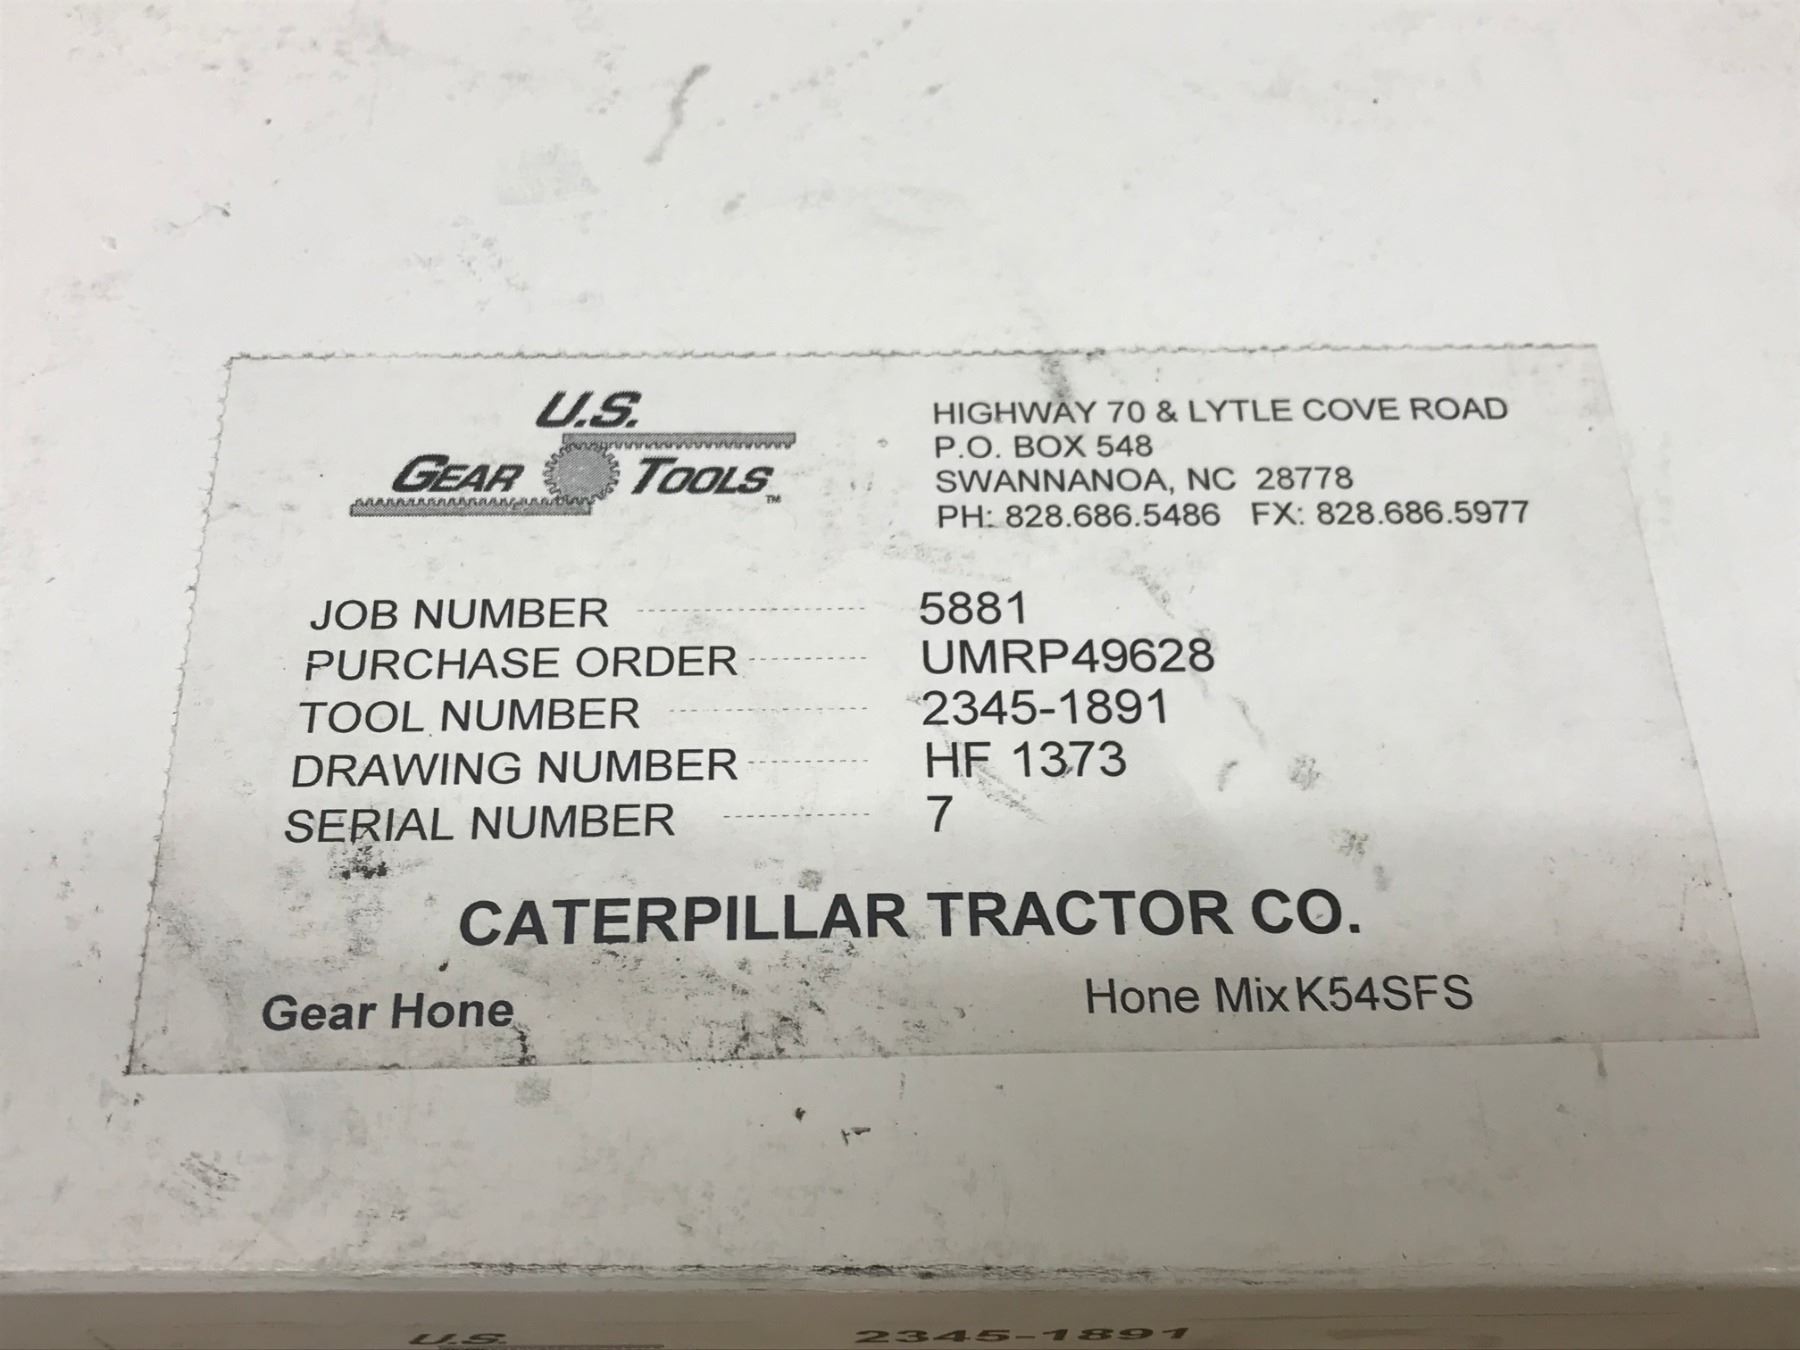 U.S.
GEAR TOOLS™
HIGHWAY 70 & LYTLE COVE ROAD
P.O. BOX 548
SWANNANOA, NC 28778
PH: 828.686.5486 FX: 828.686.5977
JOB NUMBER 5881
PURCHASE ORDER UMRP49628
TOOL NUMBER 2345-1891
DRAWING NUMBER HF 1373
SERIAL NUMBER 7
CATERPILLAR TRACTOR CO.
Gear Hone Hone Mix K54SFS
U.S. 2345-1891